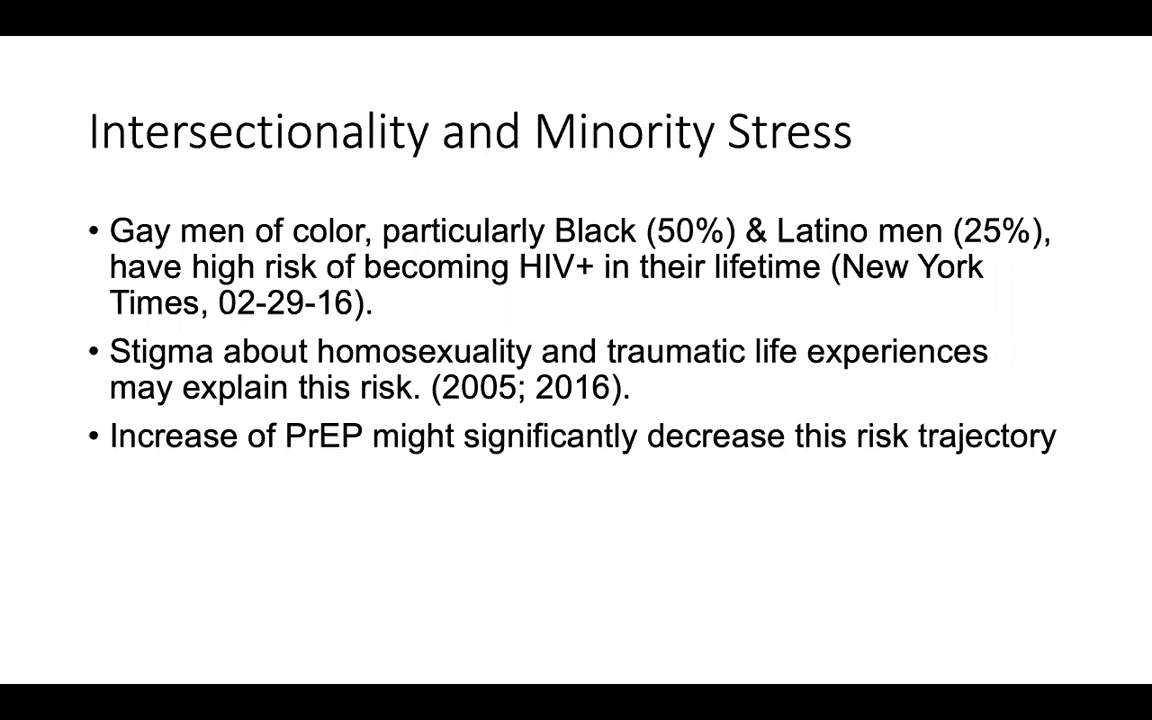 Intersectionality and Minority Stress
• Gay men of color, particularly Black (50%) & Latino men (25%),
have high risk of becoming HIV+ in their lifetime (New York
Times, 02-29-16).
• Stigma about homosexuality and traumatic life experiences
may explain this risk. (2005; 2016).
• Increase of PrEP might significantly decrease this risk trajectory